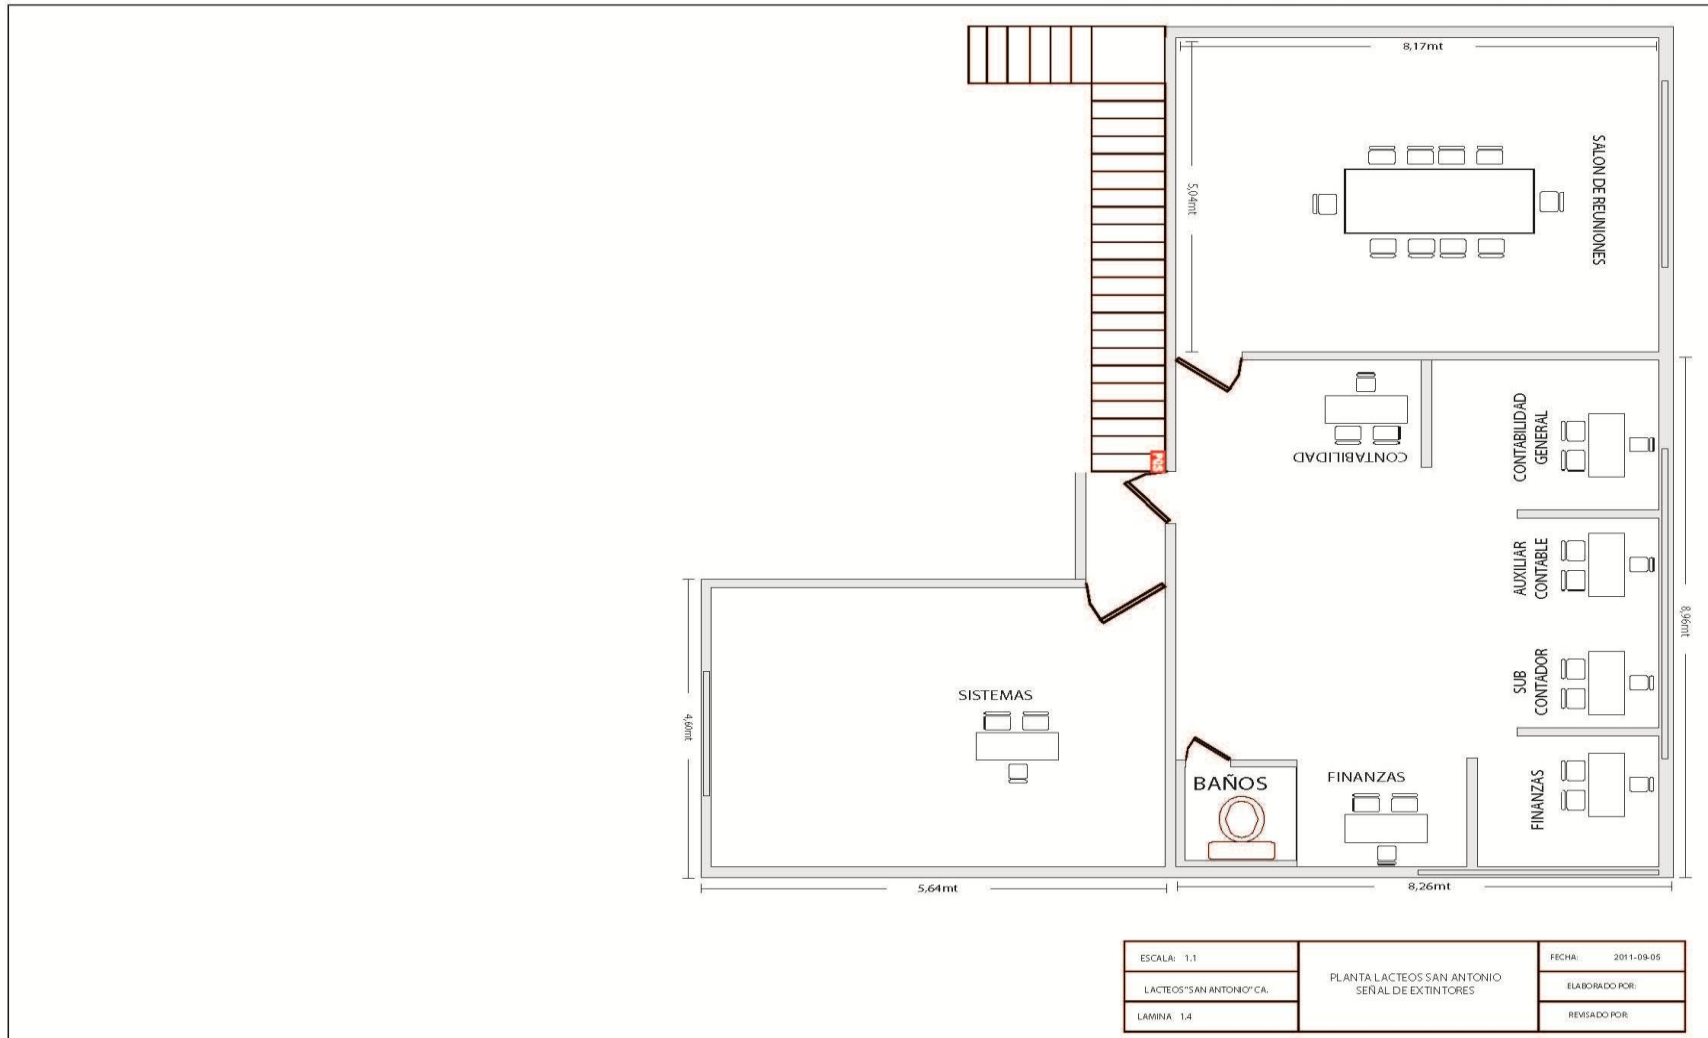 8,17mt
5,04mt
SALON DE REUNIONES
CONTABILIDAD
CONTABILIDAD
GENERAL
AUXILIAR
CONTABLE
8,96mt
SUB
CONTADOR
SISTEMAS
4,60mt
BAÑOS
FINANZAS
FINANZAS
5,64mt
8,26mt
ESCALA: 1.1
LACTEOS "SAN ANTONIO" CA.
LAMINA 1.4
PLANTA LACTEOS SAN ANTONIO
SEÑAL DE EXTINTORES
FECHA: 2011-09-05
ELABORADO POR:
REVISADO POR: